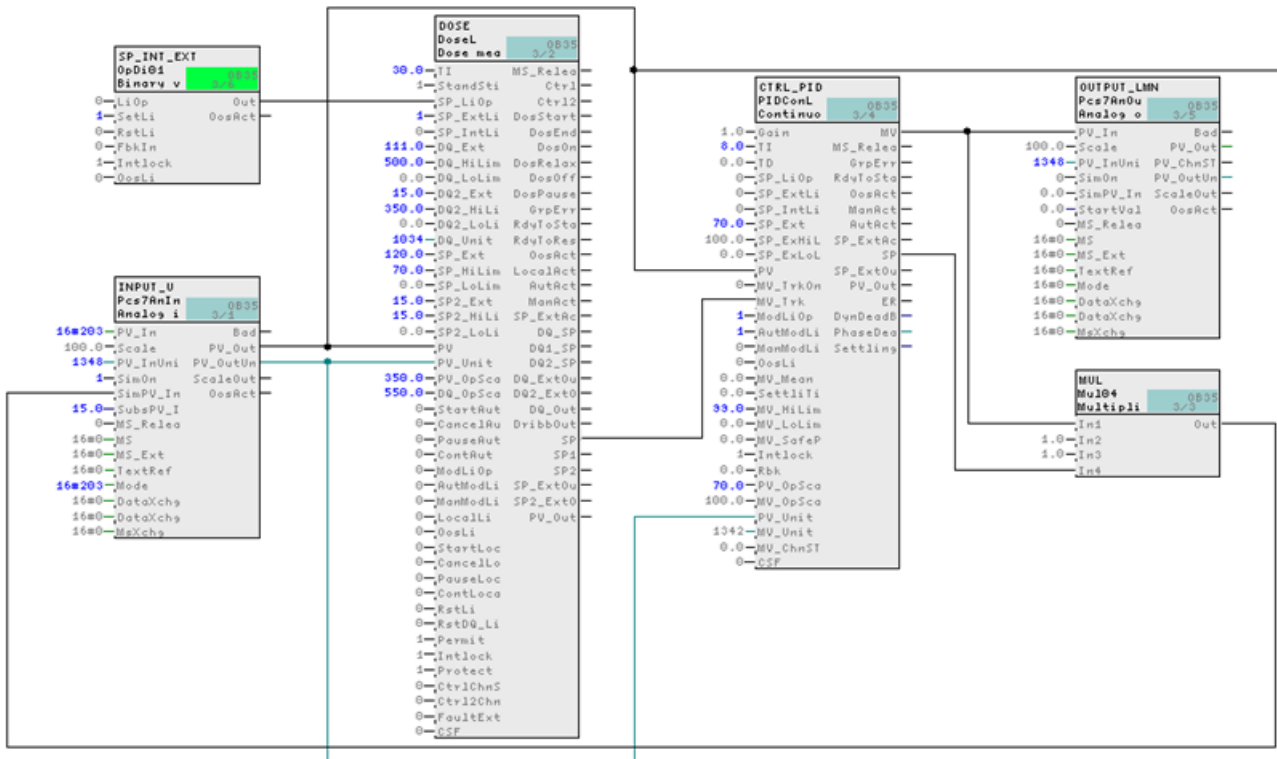 SP_INT_EXT
OpDi01
Binary v
OB35
3/6
0 LiOp Out
1 SetLi OosAct
0 RstLi
0 FbkIn
1 Intlock
0 OosLi
INPUT_U
Pcs7AnIn
Analog i
OB35
3/1
16#203 PV_In Bad
100.0 Scale PV_Out
1348 PV_InUni PV_OutUn
1 SimOn ScaleOut
SimPV_In OosAct
15.0 SubsPV_I
0 MS_Relea
16#0 MS
16#0 MS_Ext
16#0 TextRef
16#203 Mode
16#0 DataXchg
16#0 DataXchg
16#0 MsXchg
DOSE
DoseL
Dose mea
OB35
3/2
30.0 TI MS_Relea
1 StandSti Ctrl
SP_LiOp Ctrl2
1 SP_ExtLi DosStart
0 SP_IntLi DosEnd
111.0 DQ_Ext DosOn
500.0 DQ_HiLim DosRelax
0.0 DQ_LoLim DosOff
15.0 DQ2_Ext DosPause
350.0 DQ2_HiLi GrpErr
0.0 DQ2_LoLi RdyToSta
1034 DQ_Unit RdyToRes
120.0 SP_Ext OosAct
70.0 SP_HiLim LocalAct
0.0 SP_LoLim AutAct
15.0 SP2_Ext ManAct
15.0 SP2_HiLi SP_ExtAc
0.0 SP2_LoLi DQ_SP
PV DQ1_SP
PV_Unit DQ2_SP
350.0 PV_OpSca DQ_ExtOu
550.0 DQ_OpSca DQ2_ExtO
0 StartAut DQ_Out
0 CancelAu DribbOut
0 PauseAut SP
0 ContAut SP1
0 ModLiOp SP2
0 AutModLi SP_ExtOu
0 ManModLi SP2_ExtO
0 LocalLi PV_Out
0 OosLi
0 StartLoc
0 CancelLo
0 PauseLoc
0 ContLoca
0 RstLi
0 RstDQ_Li
1 Permit
1 Intlock
1 Protect
0 CtrlChnS
0 Ctrl2Chn
0 FaultExt
0 CSF
CTRL_PID
PIDConL
Continuo
OB35
3/4
1.0 Gain MV
8.0 TI MS_Relea
0.0 TD GrpErr
0 SP_LiOp RdyToSta
0 SP_ExtLi OosAct
0 SP_IntLi ManAct
70.0 SP_Ext AutAct
100.0 SP_ExHiL SP_ExtAc
0.0 SP_ExLoL SP
PV SP_ExtOu
0 MV_TrkOn PV_Out
MV_Trk ER
1 ModLiOp DynDeadB
1 AutModLi PhaseDea
0 ManModLi Settling
0 OosLi
0.0 MV_Mean
0.0 SettliTi
99.0 MV_HiLim
0.0 MV_LoLim
0.0 MV_SafeP
1 Intlock
0.0 Rbk
70.0 PV_OpSca
100.0 MV_OpSca
PV_Unit
1342 MV_Unit
0.0 MV_ChnST
0 CSF
OUTPUT_LMN
Pcs7AnOu
Analog o
OB35
3/5
PV_In Bad
100.0 Scale PV_Out
1348 PV_InUni PV_ChnST
0 SimOn PV_OutUn
0.0 SimPV_In ScaleOut
0.0 StartVal OosAct
0 MS_Relea
16#0 MS
16#0 MS_Ext
16#0 TextRef
16#0 Mode
16#0 DataXchg
16#0 DataXchg
16#0 MsXchg
MUL
Mul04
Multipli
OB35
3/3
In1 Out
1.0 In2
1.0 In3
In4